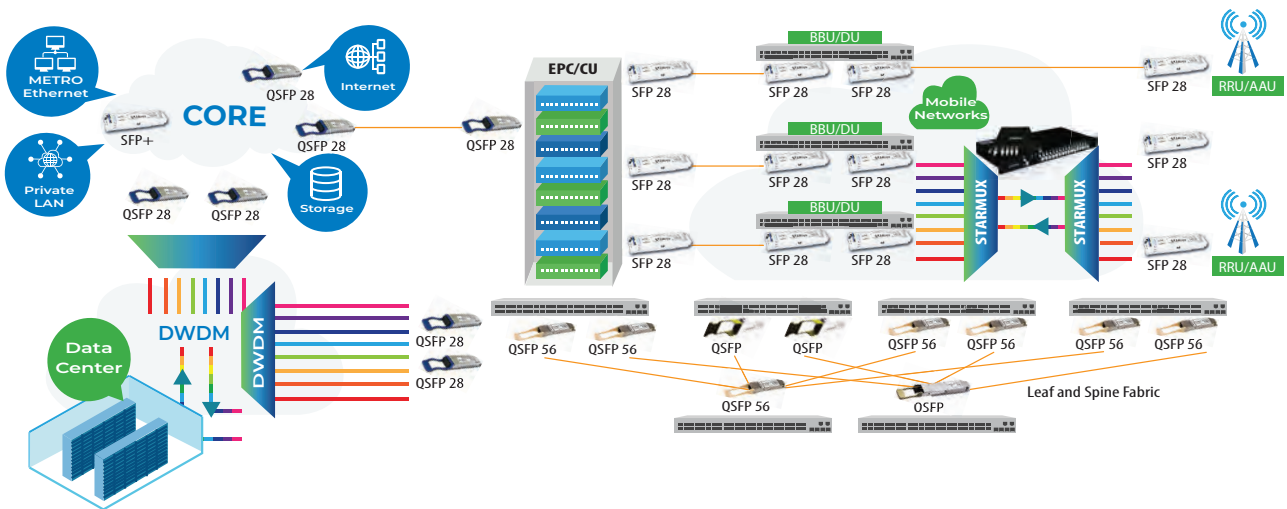 METRO
Ethernet
Internet
QSFP 28
CORE
SFP+
QSFP 28
QSFP 28
Private
LAN
QSFP 28
QSFP 28
Storage
EPC/CU
BBU/DU
SFP 28
SFP 28
SFP 28
SFP 28
RRU/AAU
Mobile
Networks
BBU/DU
SFP 28
SFP 28
SFP 28
SFP 28
BBU/DU
SFP 28
SFP 28
SFP 28
SFP 28
STARMUX
STARMUX
RRU/AAU
DWDM
DWDM
Data
Center
QSFP 28
QSFP 28
QSFP 56
QSFP 56
QSFP
QSFP
QSFP 56
QSFP 56
QSFP 56
QSFP 56
QSFP 56
OSFP
Leaf and Spine Fabric